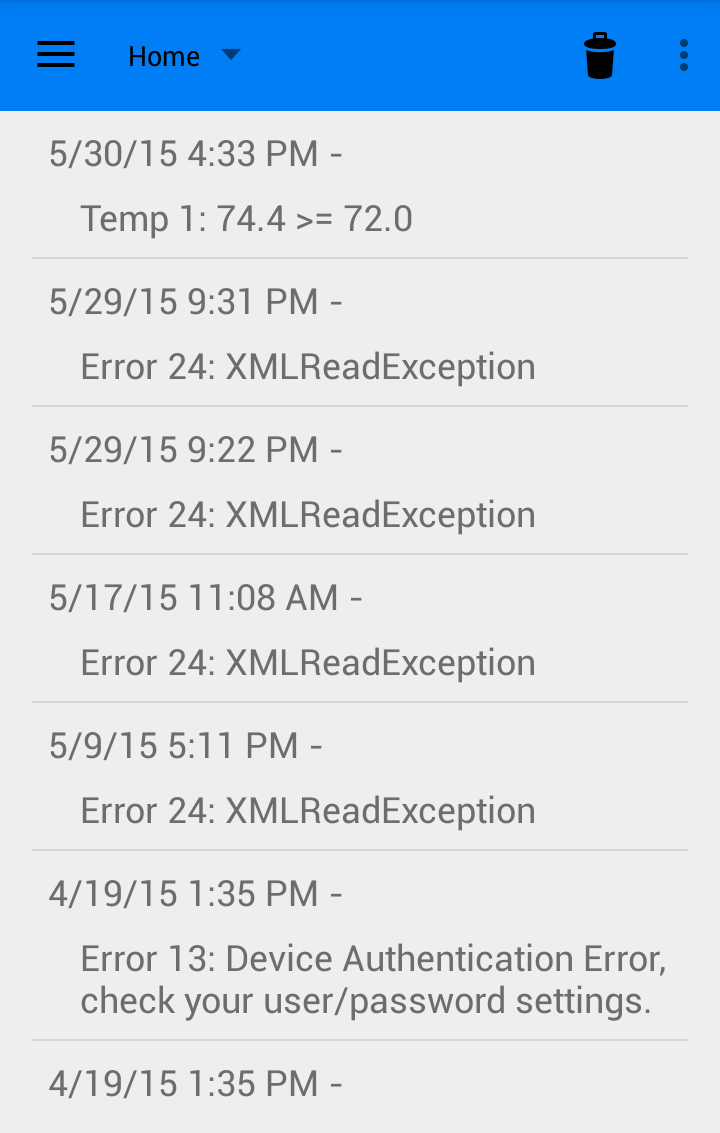 Home
5/30/15 4:33 PM -
Temp 1: 74.4 >= 72.0
5/29/15 9:31 PM -
Error 24: XMLReadException
5/29/15 9:22 PM -
Error 24: XMLReadException
5/17/15 11:08 AM -
Error 24: XMLReadException
5/9/15 5:11 PM -
Error 24: XMLReadException
4/19/15 1:35 PM -
Error 13: Device Authentication Error,
check your user/password settings.
4/19/15 1:35 PM -